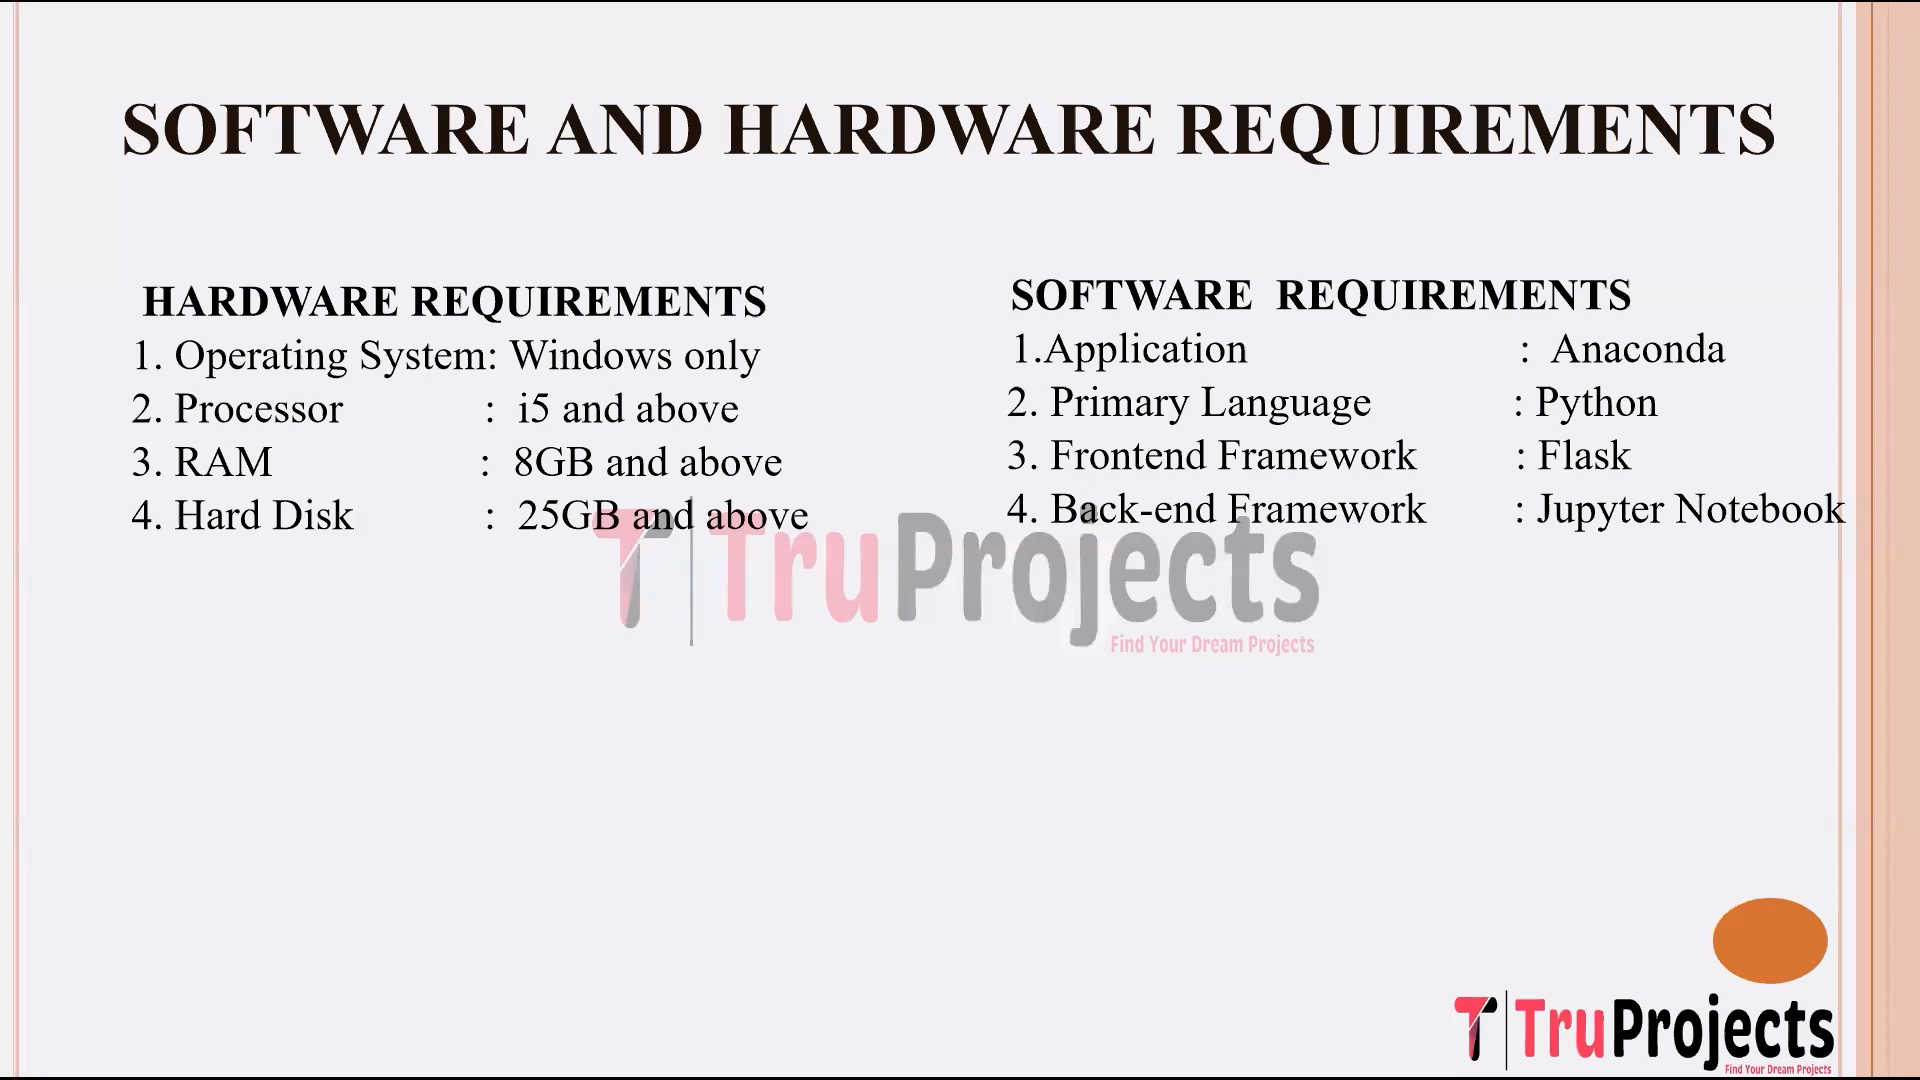 SOFTWARE AND HARDWARE REQUIREMENTS
HARDWARE REQUIREMENTS
1. Operating System: Windows only
2. Processor : i5 and above
3. RAM : 8GB and above
4. Hard Disk : 25GB and above
SOFTWARE REQUIREMENTS
1.Application : Anaconda
2. Primary Language : Python
3. Frontend Framework : Flask
4. Back-end Framework : Jupyter Notebook
TruProjects
Find Your Dream Projects
TruProjects
Find Your Dream Projects